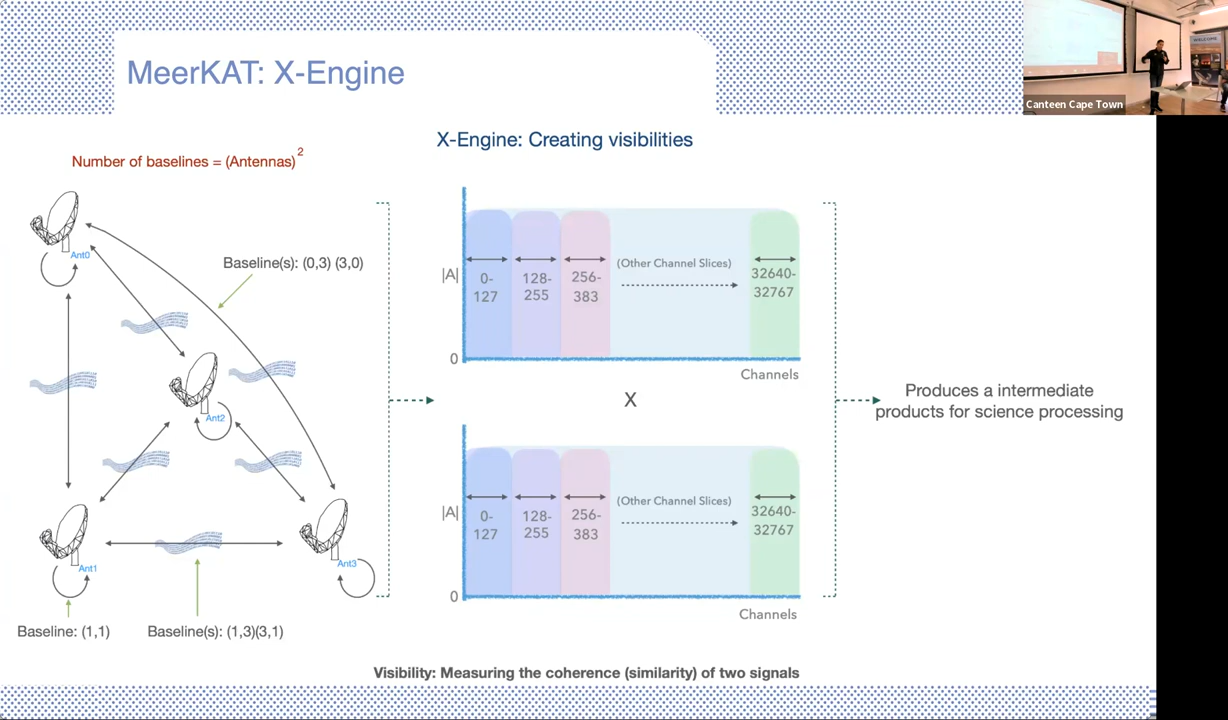 MeerKAT: X-Engine
WELCOME
Canteen Cape Town
X-Engine: Creating visibilities
Number of baselines = (Antennas)²
Ant0
Baseline(s): (0,3) (3,0)
Ant2
Ant1
Ant3
Baseline: (1,1)
Baseline(s): (1,3)(3,1)
|A|
0-
127
128-
255
256-
383
(Other Channel Slices)
32640-
32767
0
Channels
X
|A|
0-
127
128-
255
256-
383
(Other Channel Slices)
32640-
32767
0
Channels
Produces a intermediate
products for science processing
Visibility: Measuring the coherence (similarity) of two signals